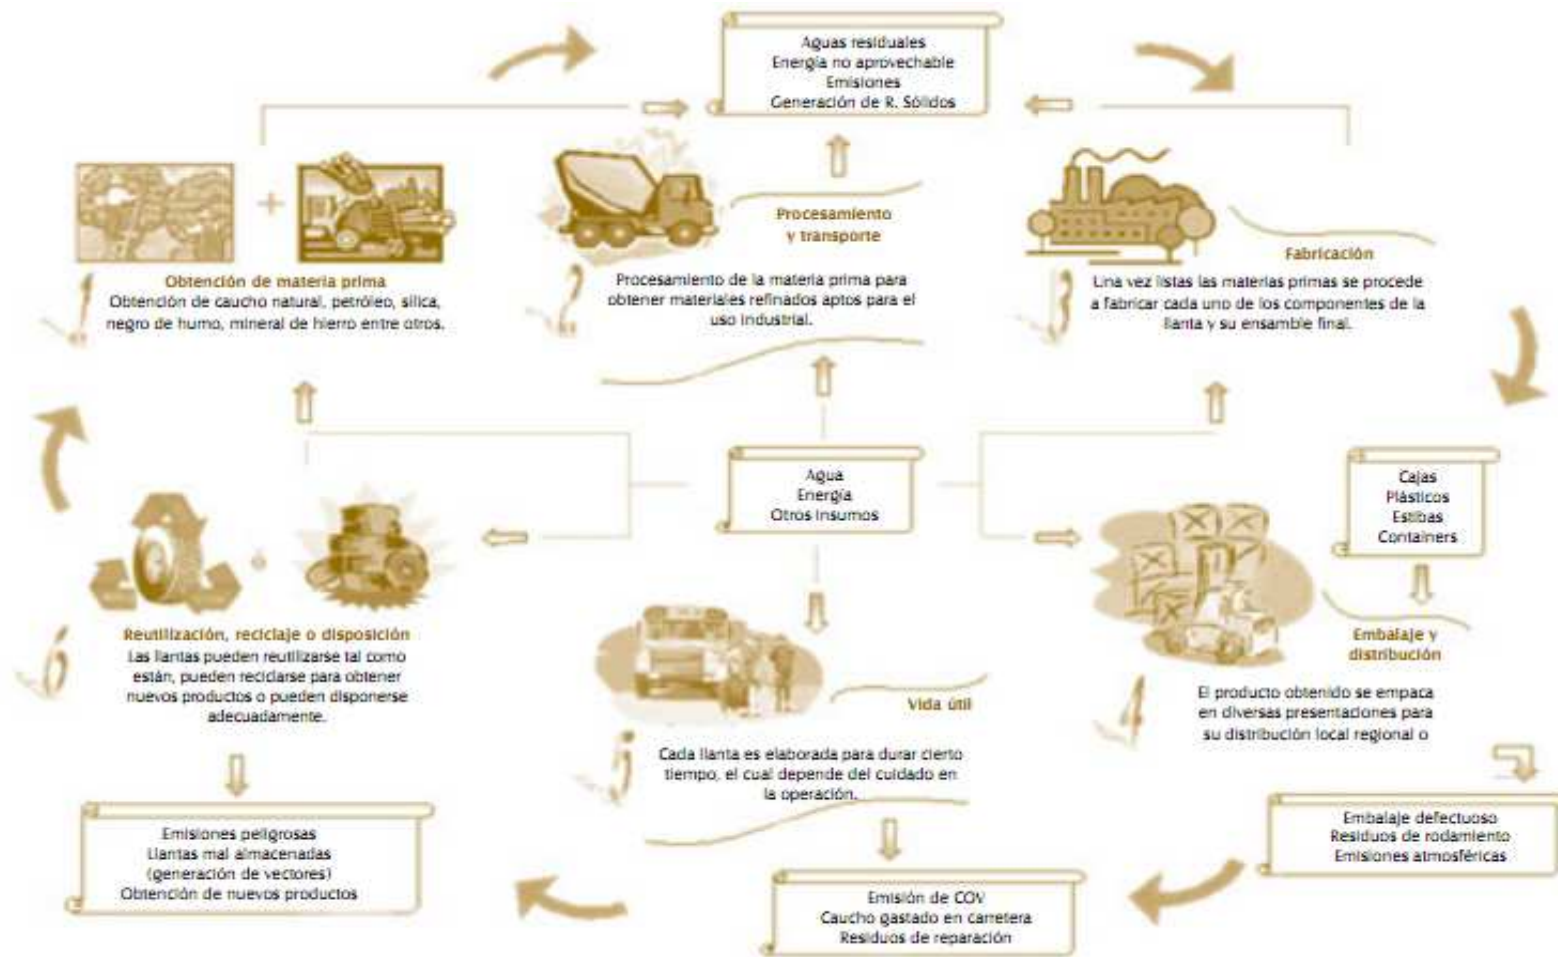 Aguas residuales
Energía no aprovechable
Emisiones
Generación de R. Sólidos
Obtención de materia prima
Obtención de caucho natural, petróleo, silica,
negro de humo, mineral de hierro entre otros.
Procesamiento
y transporte
Procesamiento de la materia prima para
obtener materiales refinados aptos para el
uso industrial.
Fabricación
Una vez listas las materias primas se procede
a fabricar cada uno de los componentes de la
llanta y su ensamble final.
Agua
Energía
Otros insumos
Cajas
Plásticos
Estibas
Containers
Embalaje y
distribución
El producto obtenido se empaca
en diversas presentaciones para
su distribución local regional o
Embalaje defectuoso
Residuos de rodamiento
Emisiones atmosféricas
Vida útil
Cada llanta es elaborada para durar cierto
tiempo, el cual depende del cuidado en
la operación.
Emisión de COV
Caucho gastado en carretera
Residuos de reparación
Reutilización, reciclaje o disposición
Las llantas pueden reutilizarse tal como
están, pueden reciclarse para obtener
nuevos productos o pueden disponerse
adecuadamente.
Emisiones peligrosas
Llantas mal almacenadas
(generación de vectores)
Obtención de nuevos productos